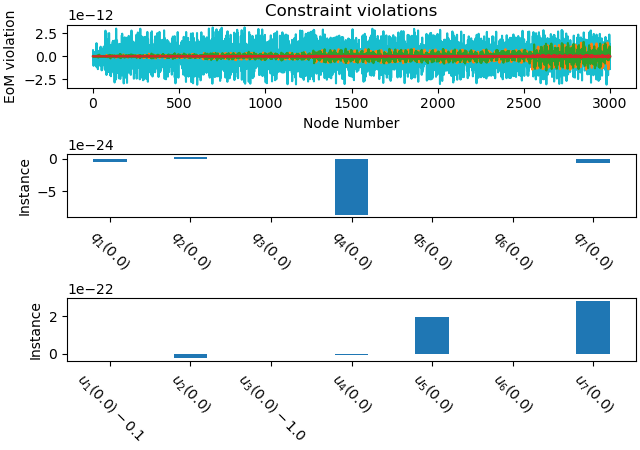 Constraint violations
1e−12
EoM violation
2.5
0.0
−2.5
0 500 1000 1500 2000 2500 3000
Node Number
1e−24
Instance
0
−5
q₁(0.0) q₂(0.0) q₃(0.0) q₄(0.0) q₅(0.0) q₆(0.0) q₇(0.0)
1e−22
Instance
2
0
u₁(0.0) − 0.1 u₂(0.0) u₃(0.0) − 1.0 u₄(0.0) u₅(0.0) u₆(0.0) u₇(0.0)